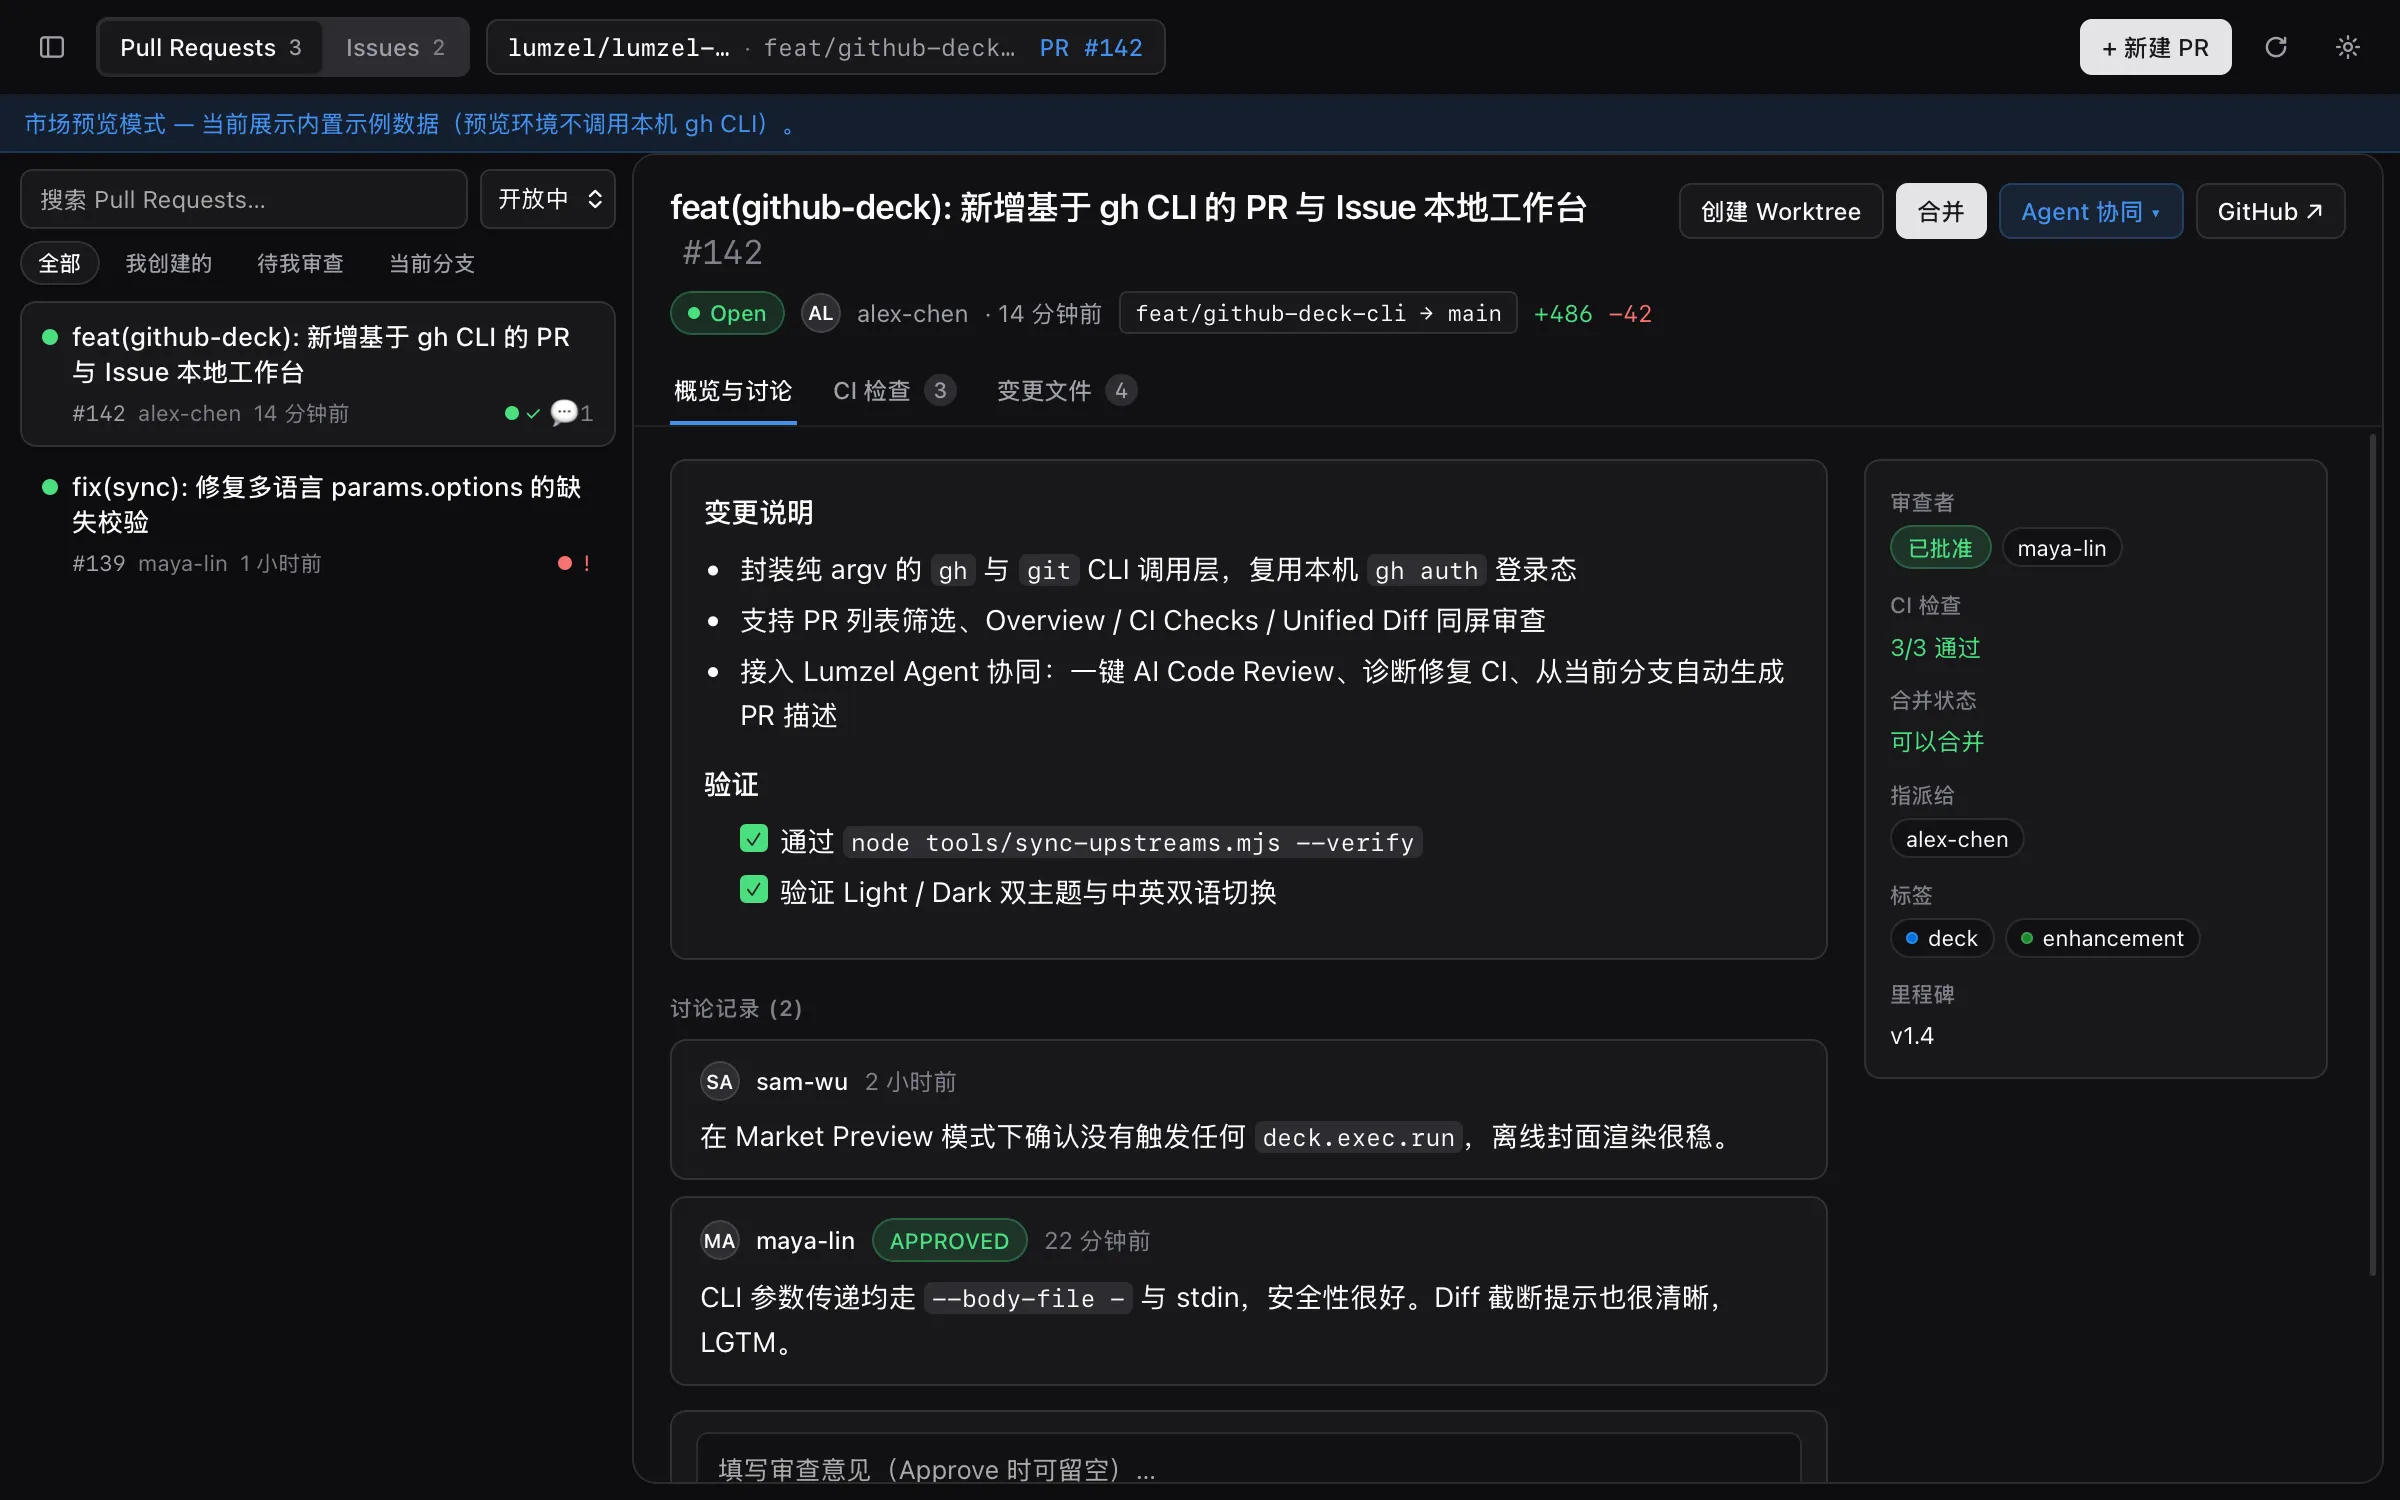 Pull Requests 3
Issues 2
lumzel/lumzel-… · feat/github-deck… PR #142
+ 新建 PR
市场预览模式 — 当前展示内置示例数据（预览环境不调用本机 gh CLI）。
搜索 Pull Requests...
开放中
全部 我创建的 待我审查 当前分支
feat(github-deck): 新增基于 gh CLI 的 PR
与 Issue 本地工作台
#142 alex-chen 14 分钟前 ✓ 💬1
fix(sync): 修复多语言 params.options 的缺
失校验
#139 maya-lin 1 小时前 !
feat(github-deck): 新增基于 gh CLI 的 PR 与 Issue 本地工作台
#142
创建 Worktree
合并
Agent 协同 ▾
GitHub ↗
Open AL alex-chen · 14 分钟前 feat/github-deck-cli → main +486 −42
概览与讨论
CI 检查 3
变更文件 4
变更说明
• 封装纯 argv 的 gh 与 git CLI 调用层，复用本机 gh auth 登录态
• 支持 PR 列表筛选、Overview / CI Checks / Unified Diff 同屏审查
• 接入 Lumzel Agent 协同：一键 AI Code Review、诊断修复 CI、从当前分支自动生成
PR 描述
验证
✓ 通过 node tools/sync-upstreams.mjs --verify
✓ 验证 Light / Dark 双主题与中英双语切换
讨论记录 (2)
SA sam-wu 2 小时前
在 Market Preview 模式下确认没有触发任何 deck.exec.run，离线封面渲染很稳。
MA maya-lin APPROVED 22 分钟前
CLI 参数传递均走 --body-file - 与 stdin，安全性很好。Diff 截断提示也很清晰，
LGTM。
填写审查意见（Approve 时可留空）...
审查者
已批准 maya-lin
CI 检查
3/3 通过
合并状态
可以合并
指派给
alex-chen
标签
deck enhancement
里程碑
v1.4